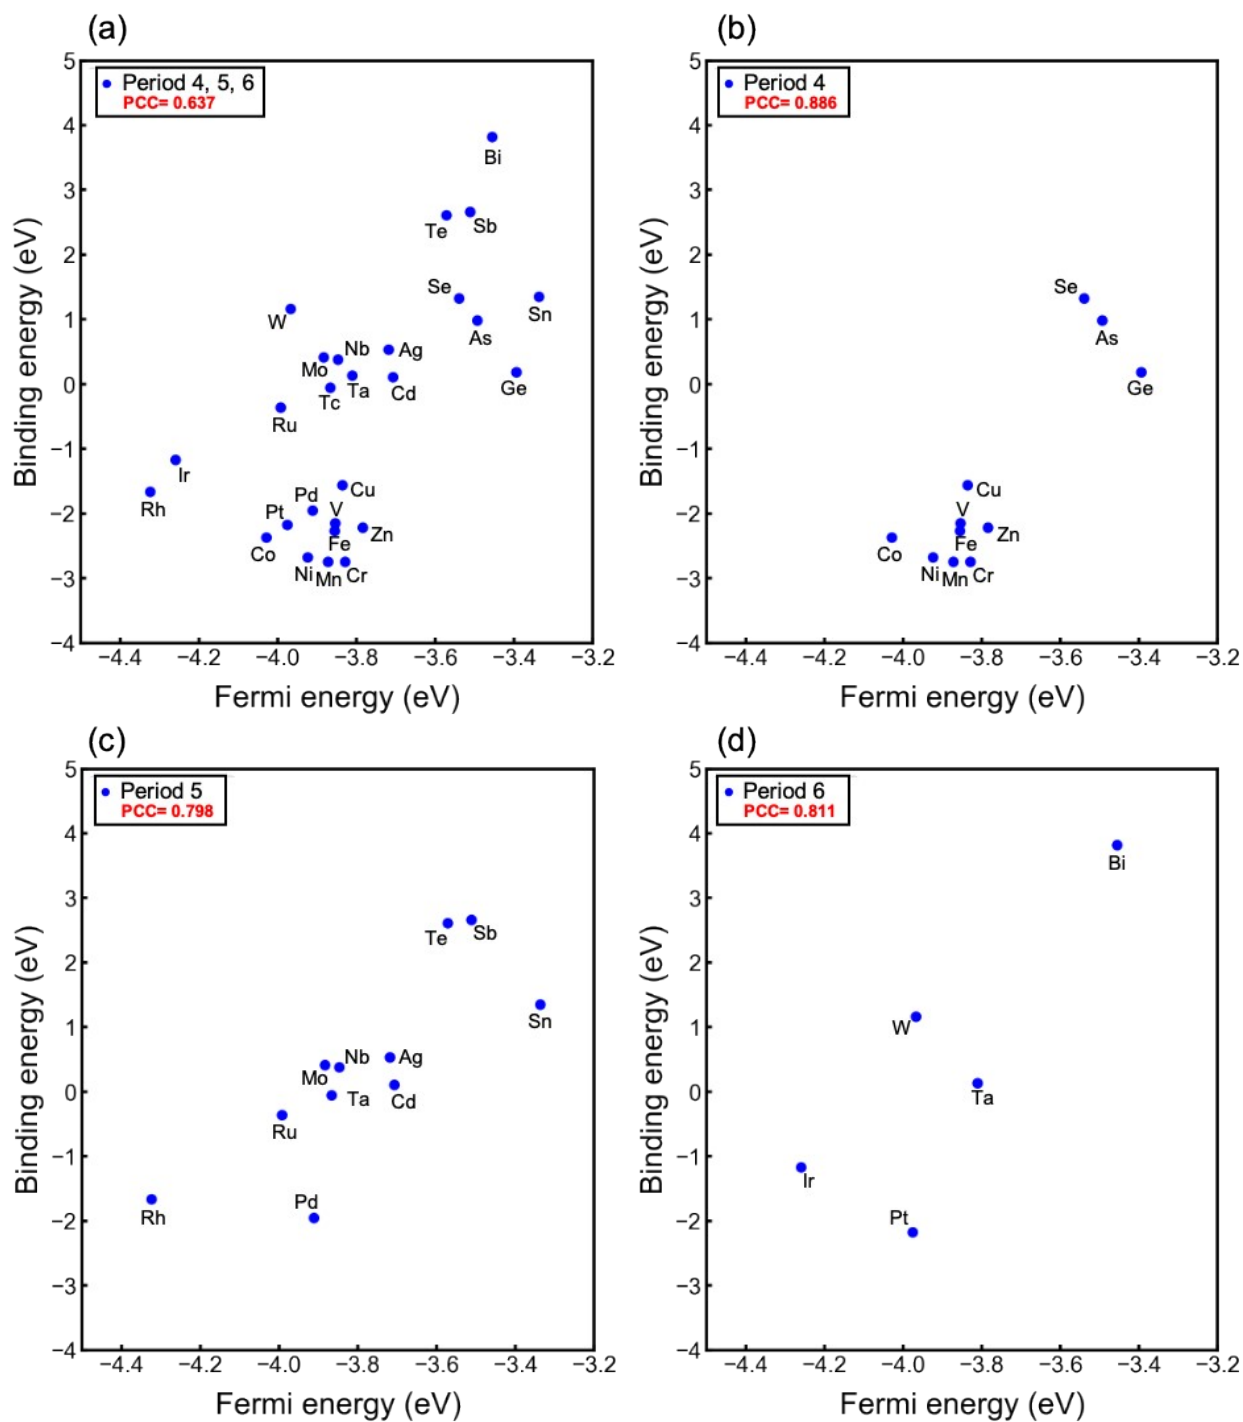 (a)
Period 4, 5, 6
PCC= 0.637
5
4
3
2
1
0
−1
−2
−3
−4
Binding energy (eV)
Bi
Te
Sb
Se
As
Sn
Ge
W
Nb
Mo
Ag
Tc
Ta
Cd
Ru
Ir
Rh
Pd
Cu
Pt
V
Co
Fe
Zn
Ni
Mn
Cr
−4.4
−4.2
−4.0
−3.8
−3.6
−3.4
−3.2
Fermi energy (eV)
(b)
Period 4
PCC= 0.886
5
4
3
2
1
0
−1
−2
−3
−4
Binding energy (eV)
Se
As
Ge
Cu
V
Co
Fe
Zn
Ni
Mn
Cr
−4.4
−4.2
−4.0
−3.8
−3.6
−3.4
−3.2
Fermi energy (eV)
(c)
Period 5
PCC= 0.798
5
4
3
2
1
0
−1
−2
−3
−4
Binding energy (eV)
Te
Sb
Sn
Nb
Ag
Mo
Ta
Cd
Ru
Rh
Pd
−4.4
−4.2
−4.0
−3.8
−3.6
−3.4
−3.2
Fermi energy (eV)
(d)
Period 6
PCC= 0.811
5
4
3
2
1
0
−1
−2
−3
−4
Binding energy (eV)
Bi
W
Ta
Ir
Pt
−4.4
−4.2
−4.0
−3.8
−3.6
−3.4
−3.2
Fermi energy (eV)